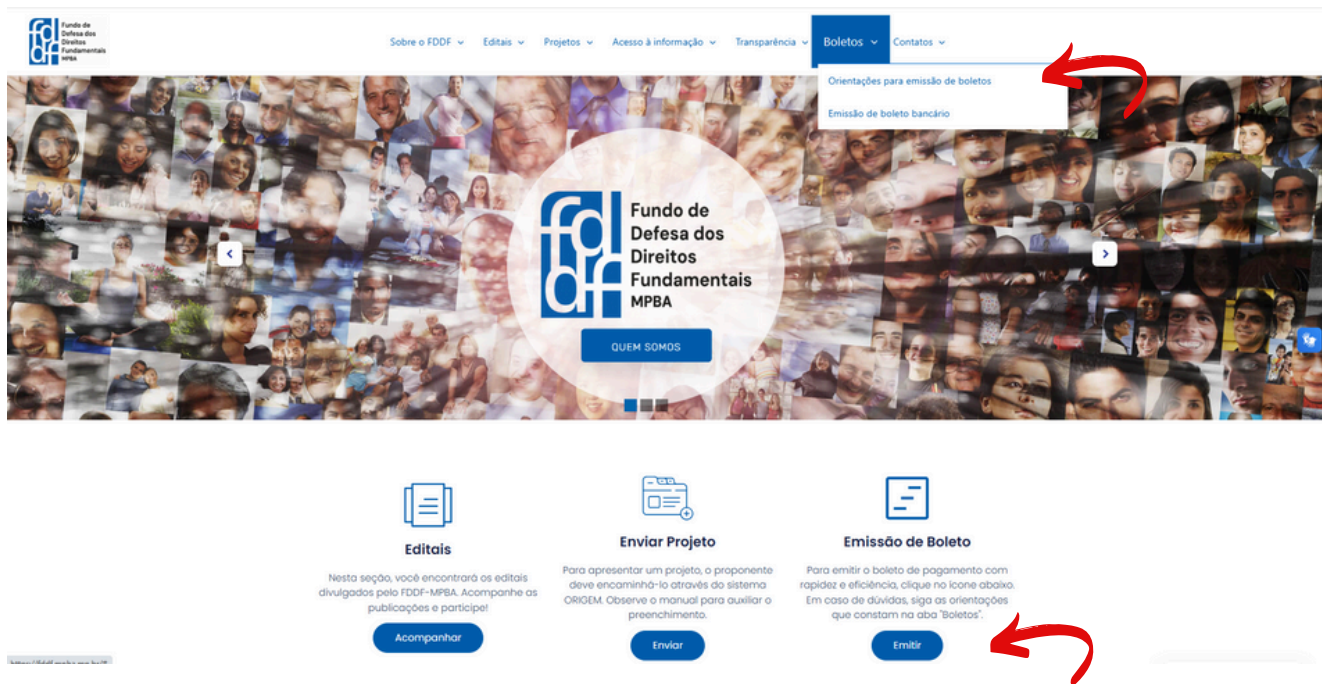 Fundo de
Defesa dos
Direitos
Fundamentais
MPBA
Sobre o FDDF Editais Projetos Acesso à informação Transparência Boletos Contatos
Orientações para emissão de boletos
Emissão de boleto bancário
fddf
Fundo de
Defesa dos
Direitos
Fundamentais
MPBA
QUEM SOMOS
Editais
Nesta seção, você encontrará os editais
divulgados pelo FDDF-MPBA. Acompanhe as
publicações e participe!
Acompanhar
Enviar Projeto
Para apresentar um projeto, o proponente
deve encaminhá-lo através do sistema
ORIGEM. Observe o manual para auxiliar o
preenchimento.
Enviar
Emissão de Boleto
Para emitir o boleto de pagamento com
rapidez e eficiência, clique no ícone abaixo.
Em caso de dúvidas, siga as orientações
que constam na aba "Boletos".
Emitir